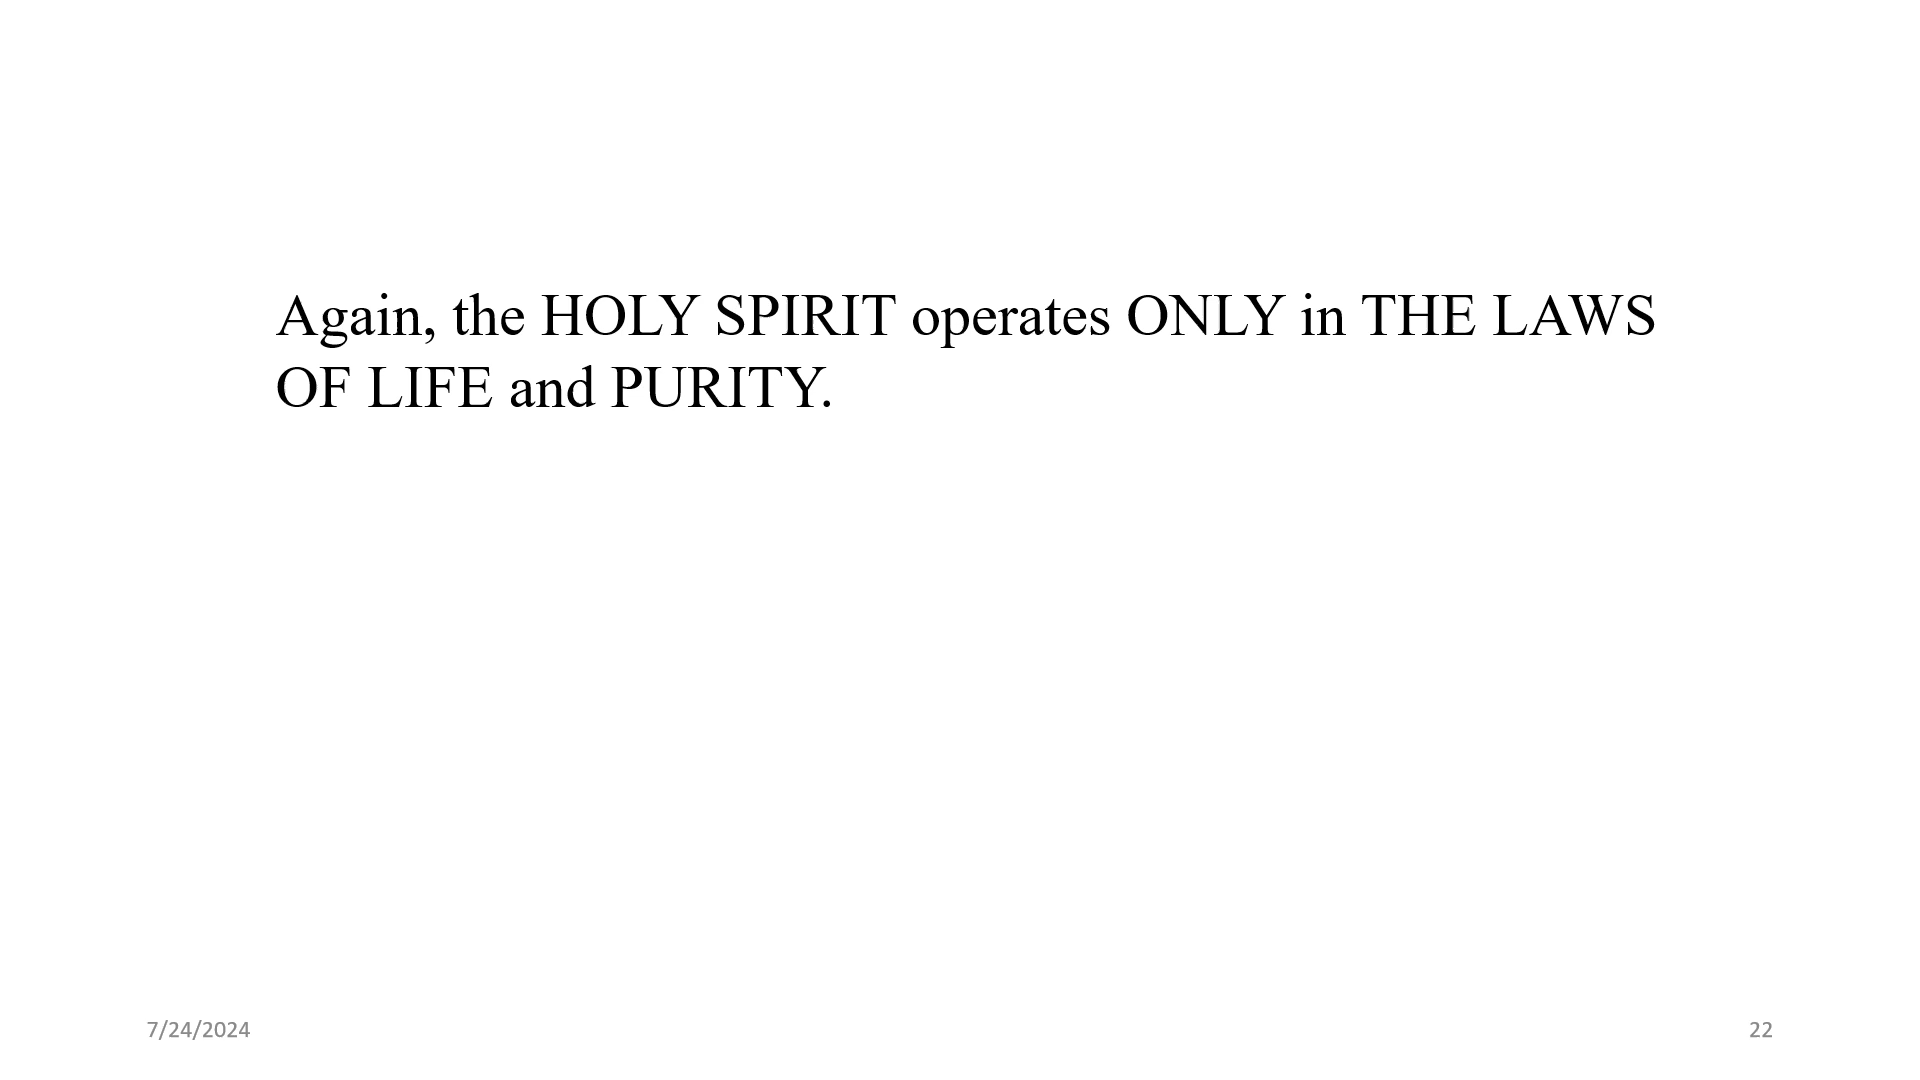 Again, the HOLY SPIRIT operates ONLY in THE LAWS
OF LIFE and PURITY.
7/24/2024
22